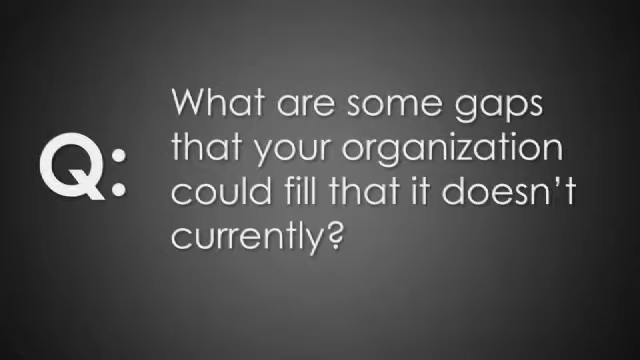 Q:
What are some gaps
that your organization
could fill that it doesn't
currently?